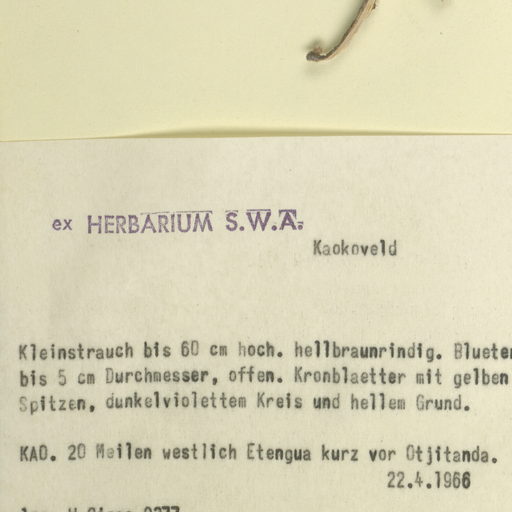 ex HERBARIUM S.W.A.
Kaokoveld
Kleinstrauch bis 60 cm hoch. hellbraunrindig. Blueten
bis 5 cm Durchmesser, offen. Kronblaetter mit gelben
Spitzen, dunkelviolettem Kreis und hellem Grund.
KAO. 20 Meilen westlich Etengua kurz vor Otjitanda.
22.4.1966